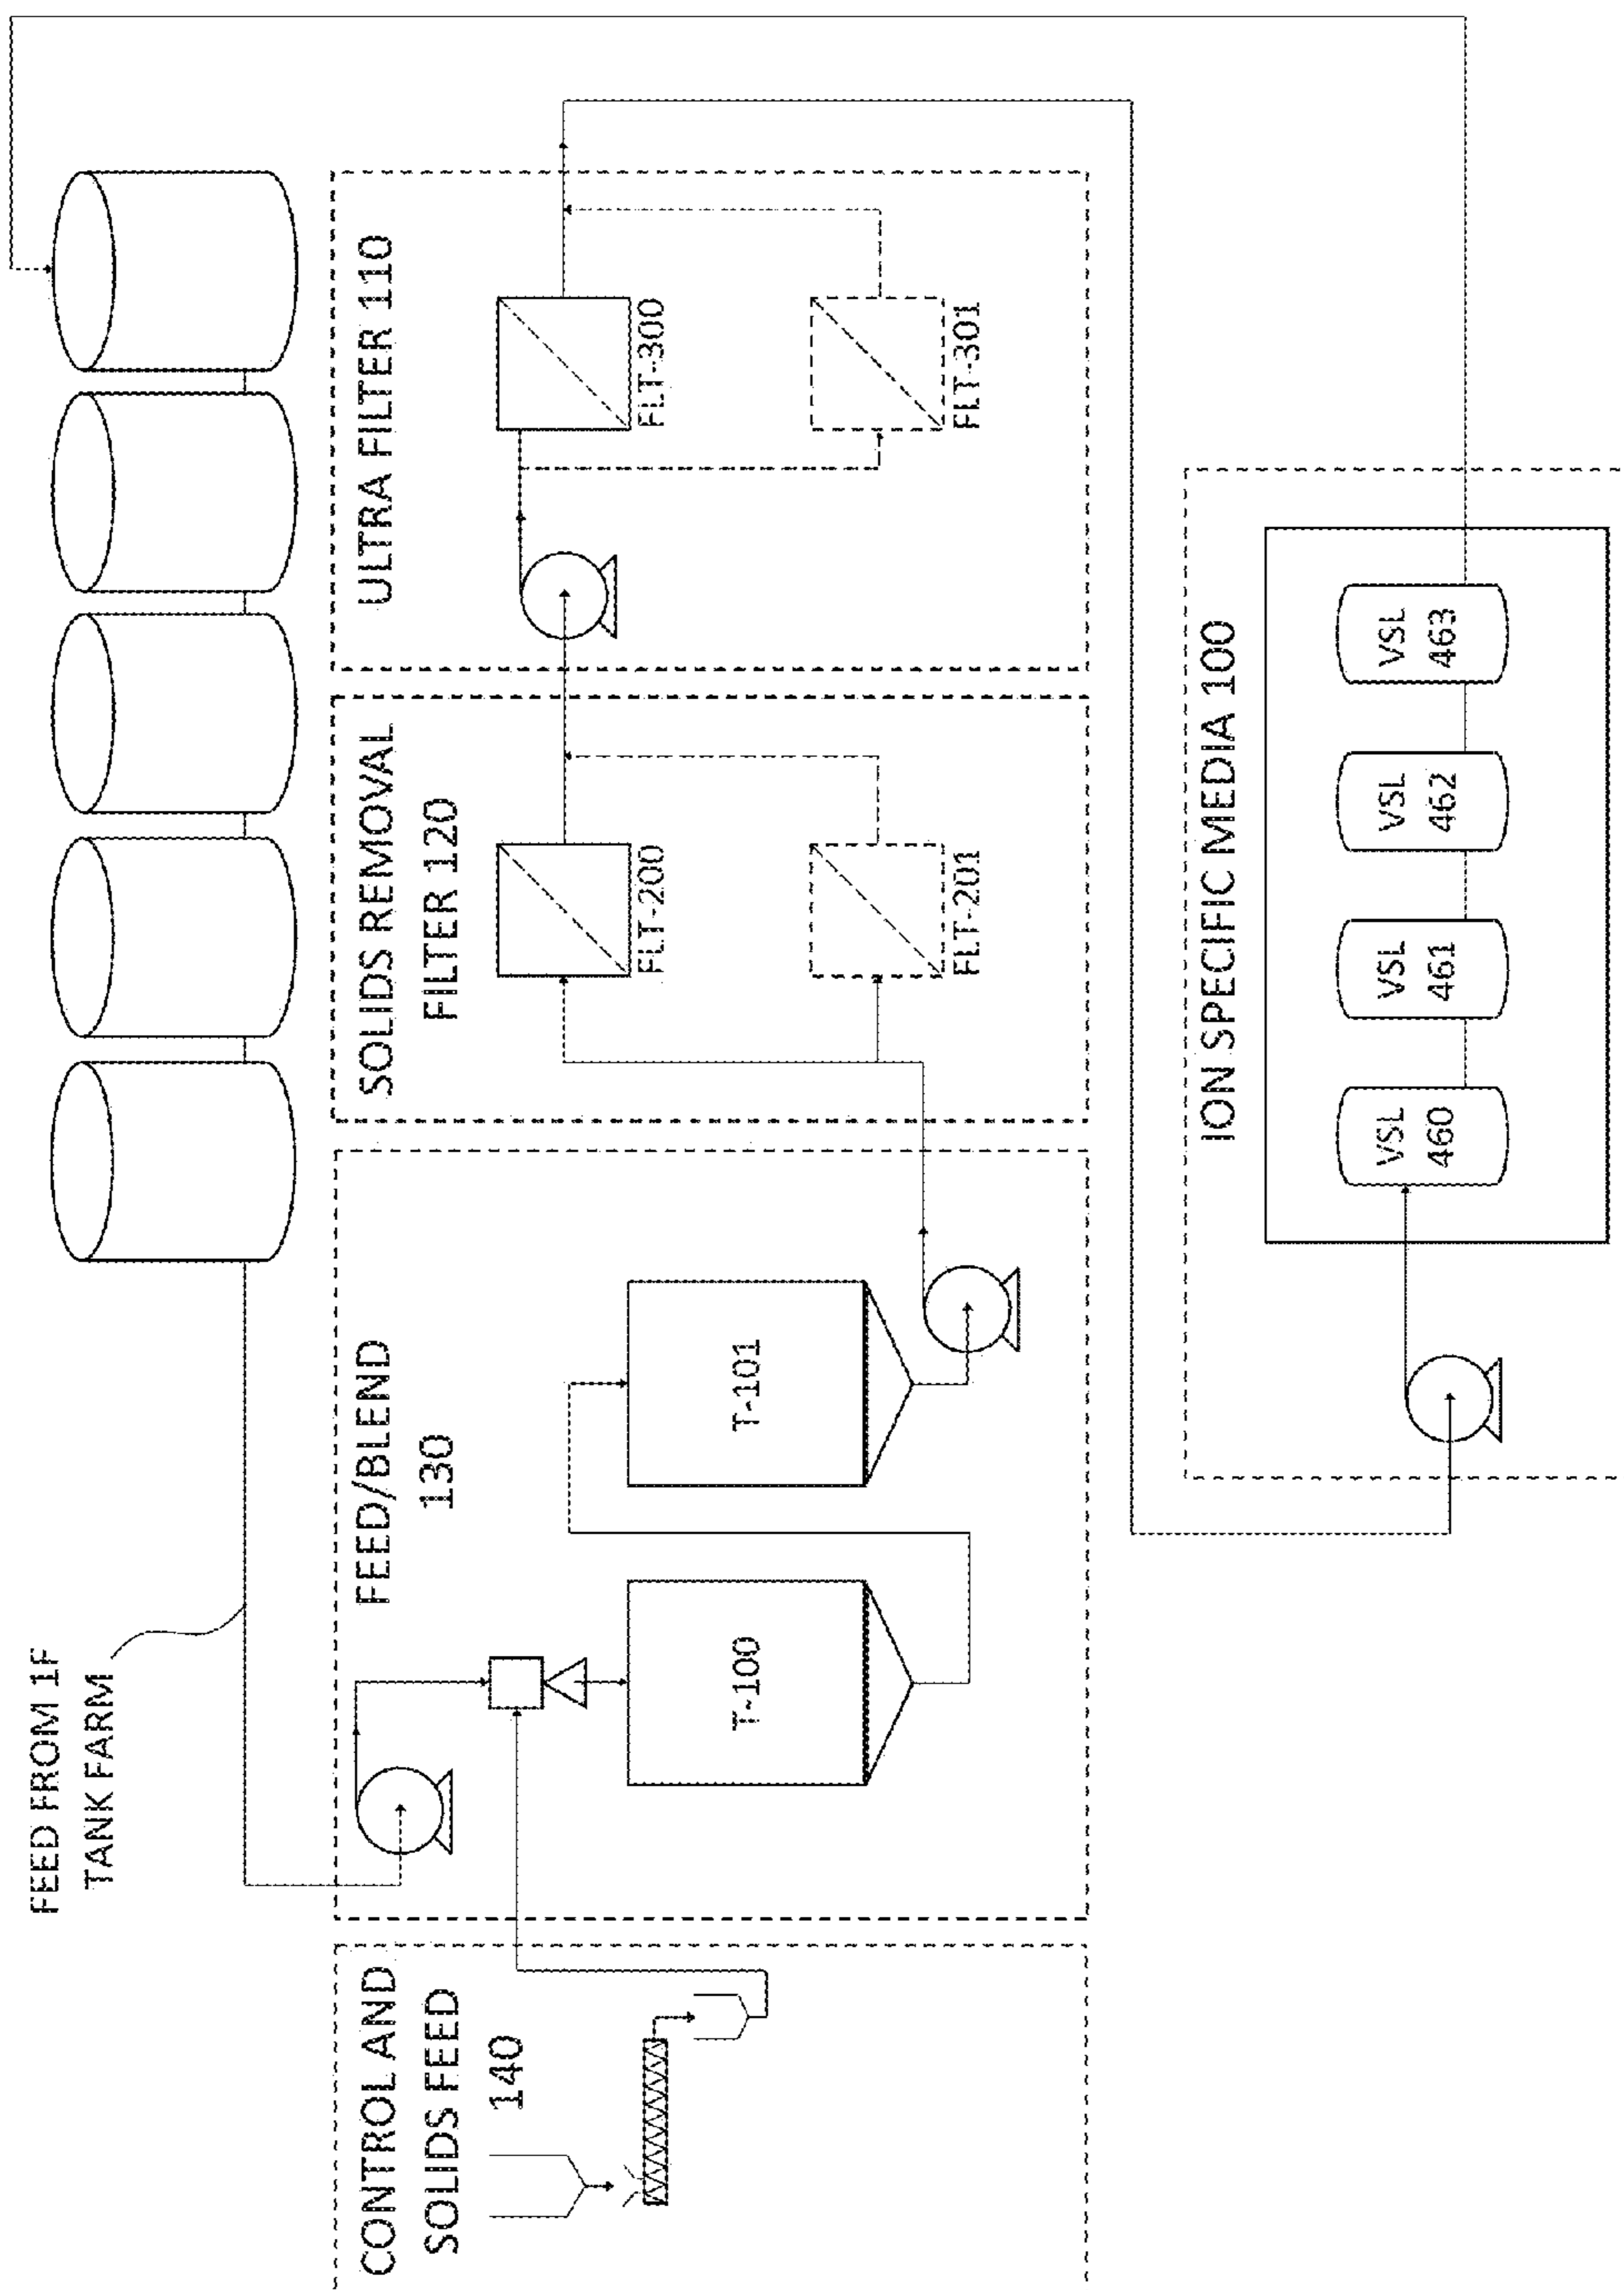 FEED FROM 1F
TANK FARM
CONTROL AND
SOLIDS FEED
140
FEED/BLEND
130
T-100
T-101
SOLIDS REMOVAL
FILTER 120
FLT-200
FLT-201
ULTRA FILTER 110
FLT-300
FLT-301
ION SPECIFIC MEDIA 100
VSL
460
VSL
461
VSL
462
VSL
463